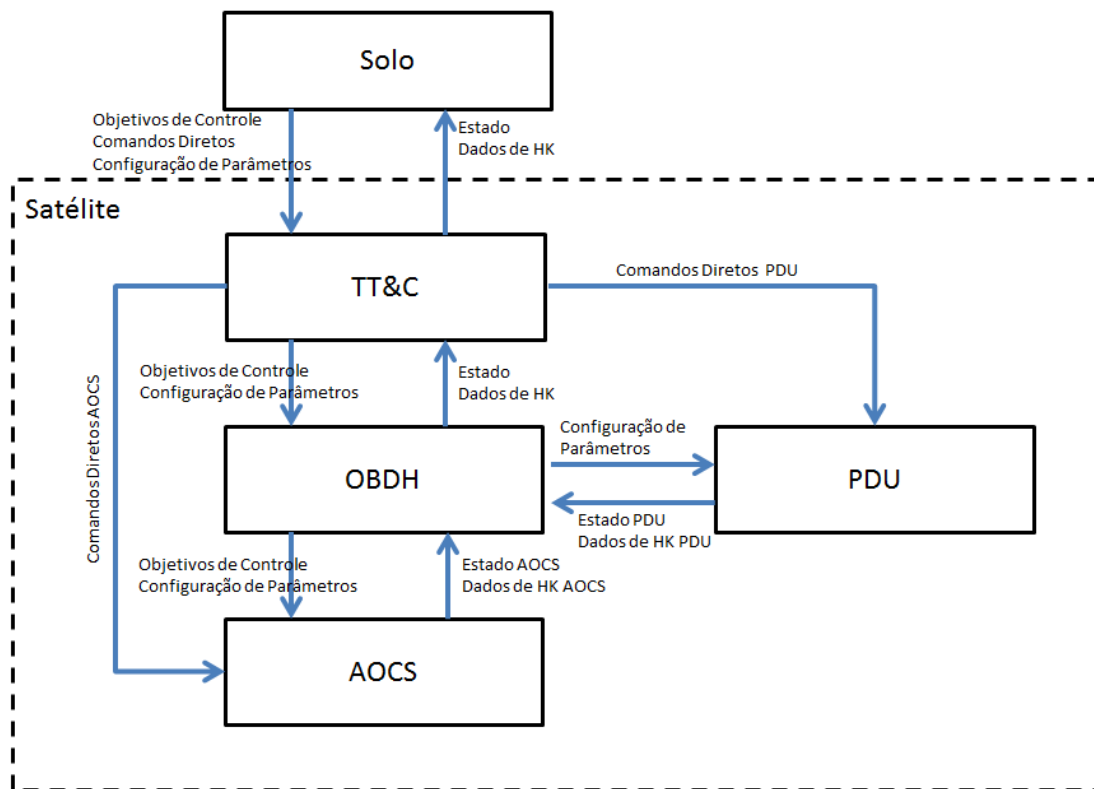 Solo
Objetivos de Controle
Comandos Diretos
Configuração de Parâmetros
Estado
Dados de HK
Satélite
TT&C
Comandos Diretos PDU
Objetivos de Controle
Configuração de Parâmetros
Estado
Dados de HK
Comandos Diretos AOCS
OBDH
Configuração de
Parâmetros
PDU
Estado PDU
Dados de HK PDU
Objetivos de Controle
Configuração de Parâmetros
Estado AOCS
Dados de HK AOCS
AOCS